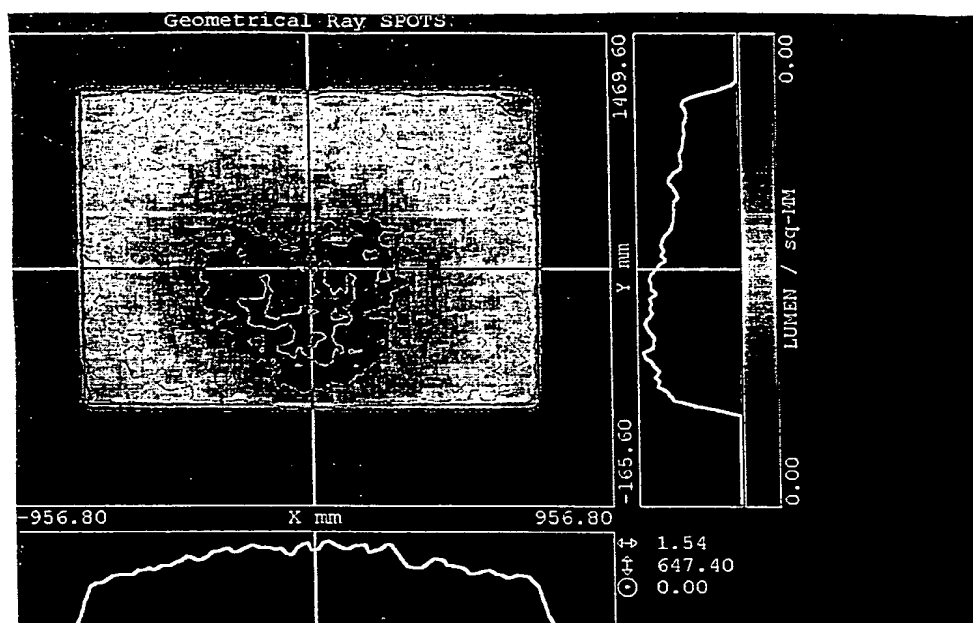 Geometrical Ray SPOTS:
1469.60
Y mm
-165.60
0.00
LUMEN / sq-MM
0.00
-956.80 X mm 956.80
↔ 1.54
↕ 647.40
⊙ 0.00